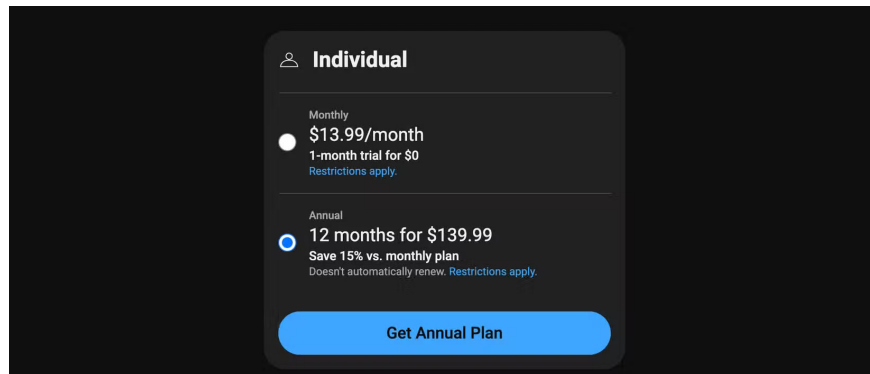 Individual
Monthly
$13.99/month
1-month trial for $0
Restrictions apply.
Annual
12 months for $139.99
Save 15% vs. monthly plan
Doesn't automatically renew. Restrictions apply.
Get Annual Plan